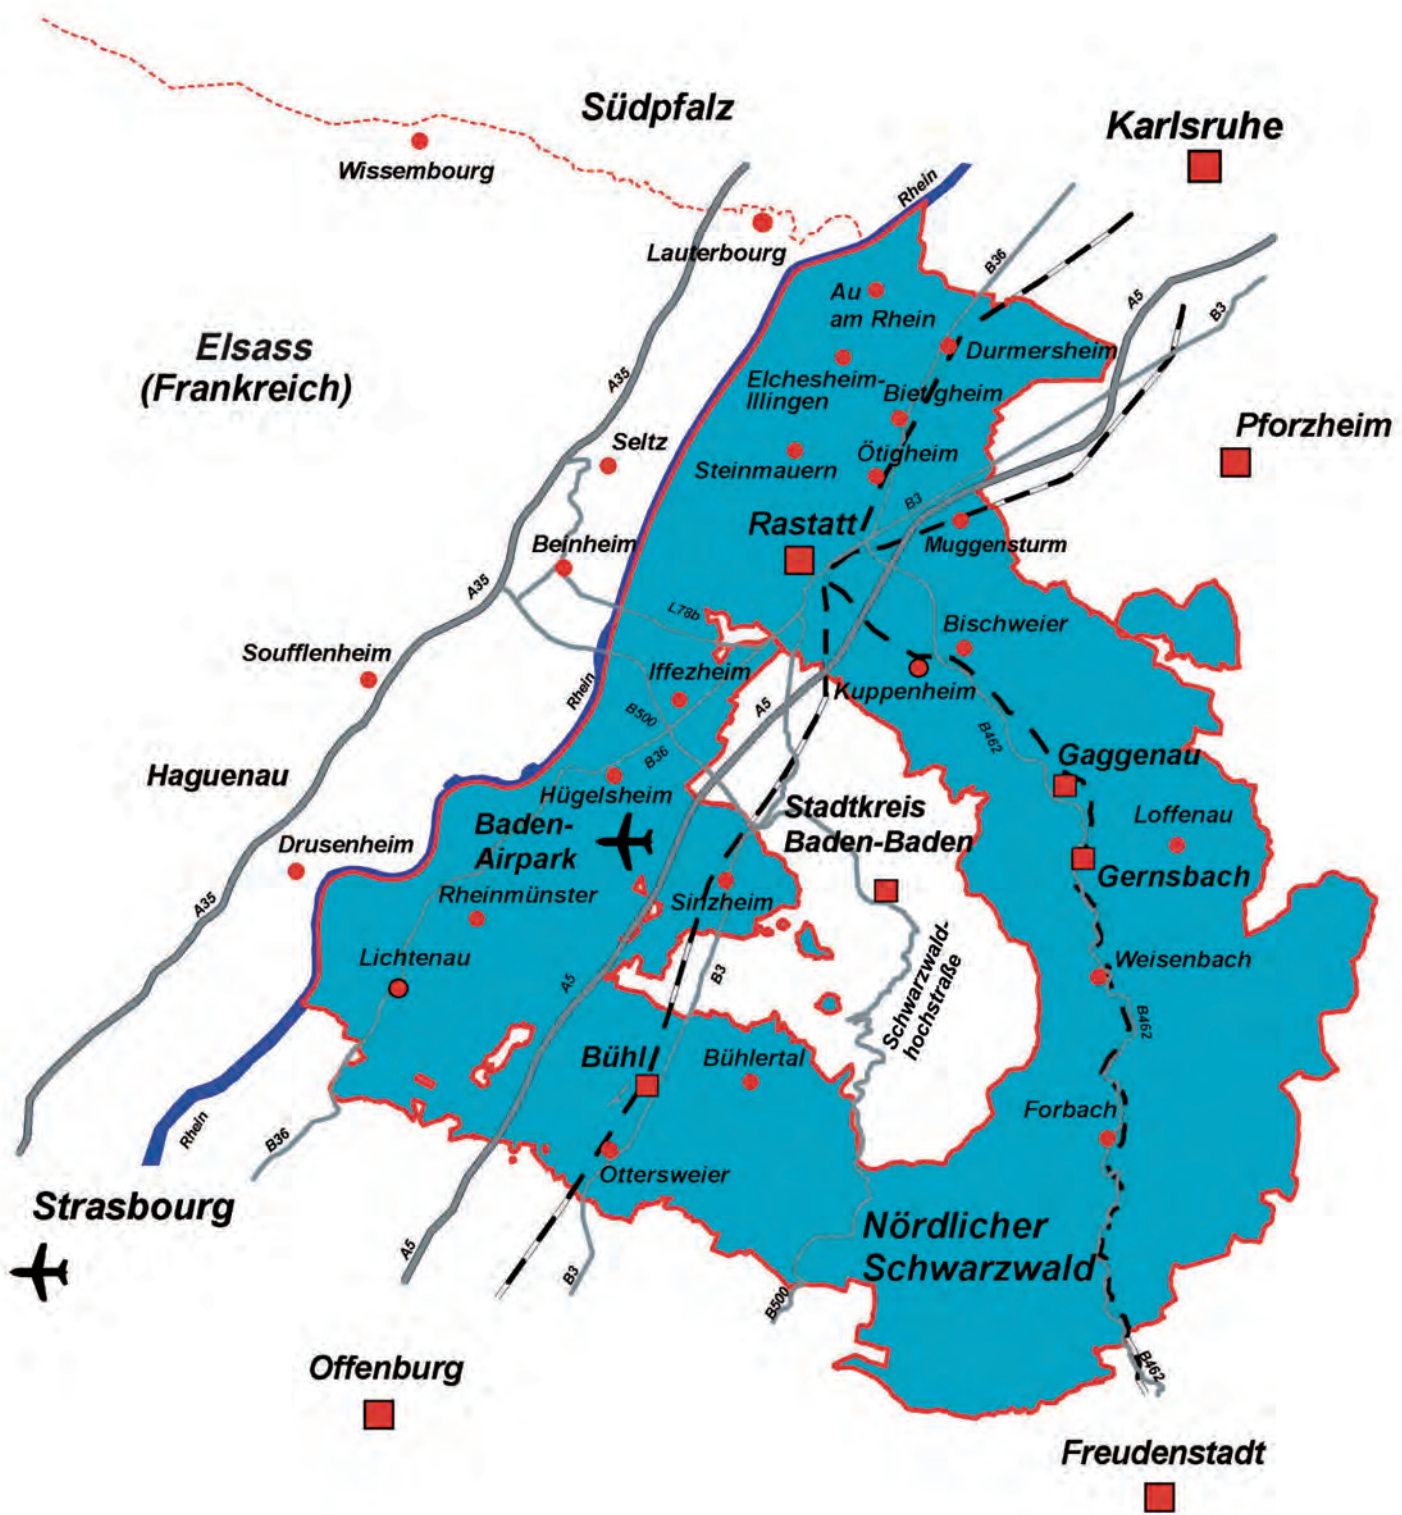 Südpfalz
Karlsruhe
Wissembourg
Rhein
Lauterbourg
B36
A5
B3
Au
am Rhein
Elsass
(Frankreich)
A35
Durmersheim
Elchesheim-
Illingen
Bietigheim
Seltz
Steinmauern
Ötigheim
Pforzheim
B3
Rastatt
Beinheim
Muggensturm
A35
L78b
Bischweier
Soufflenheim
Iffezheim
Rhein
Kuppenheim
A5
B500
B462
B36
Gaggenau
Haguenau
Hügelsheim
Stadtkreis
Baden-Baden
Loffenau
Baden-
Airpark
Drusenheim
Gernsbach
A35
Rheinmünster
Sinzheim
Lichtenau
Schwarzwald-
hochstraße
Weisenbach
A5
B3
B462
Bühl
Bühlertal
Forbach
Rhein
B36
Ottersweier
Strasbourg
Nördlicher
Schwarzwald
A5
B3
B500
B462
Offenburg
Freudenstadt